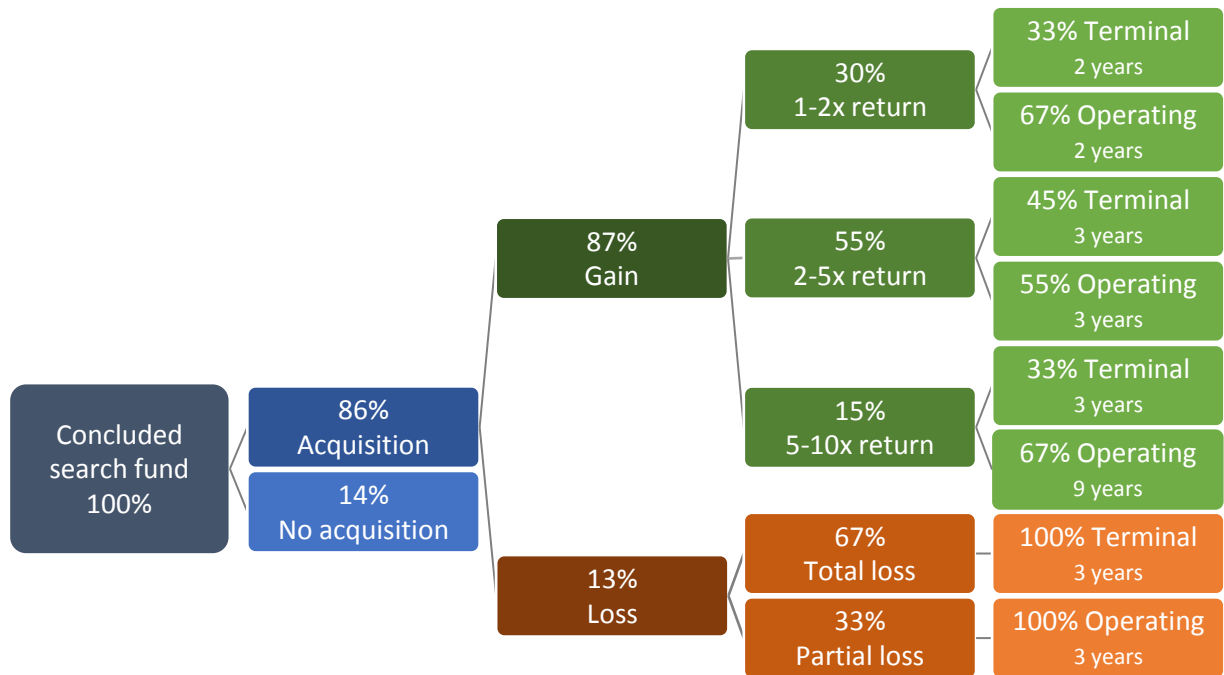 Concluded
search fund
100%
86%
Acquisition
14%
No acquisition
87%
Gain
13%
Loss
30%
1-2x return
55%
2-5x return
15%
5-10x return
67%
Total loss
33%
Partial loss
33% Terminal
2 years
67% Operating
2 years
45% Terminal
3 years
55% Operating
3 years
33% Terminal
3 years
67% Operating
9 years
100% Terminal
3 years
100% Operating
3 years